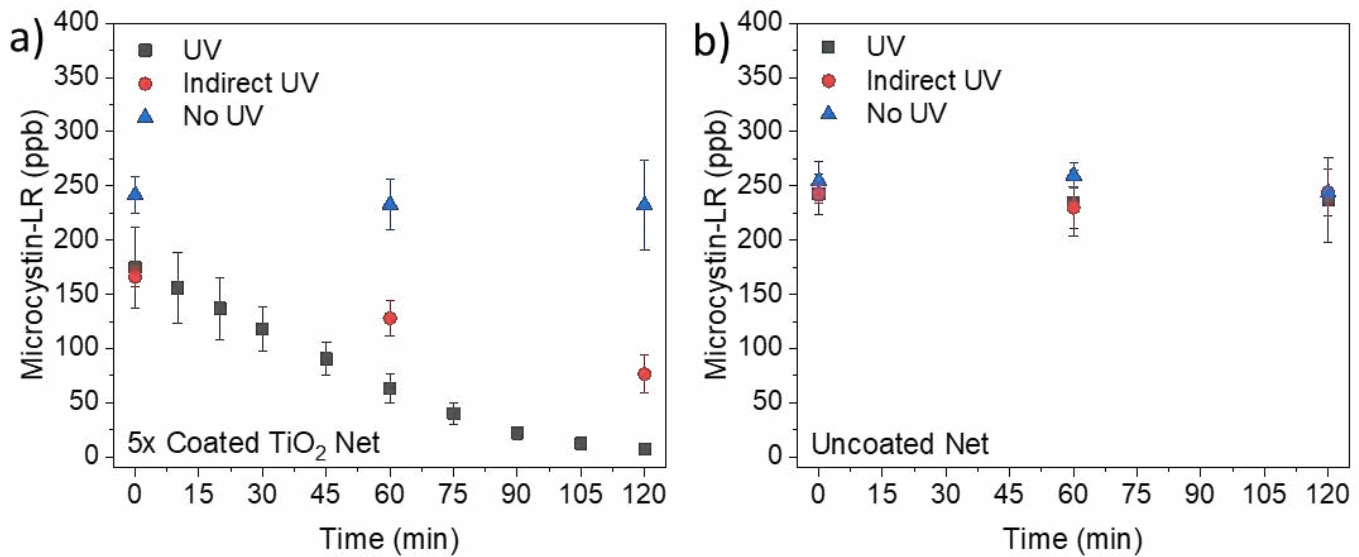 a)
UV
Indirect UV
No UV
Microcystin-LR (ppb)
400
350
300
250
200
150
100
50
0
5x Coated TiO₂ Net
0 15 30 45 60 75 90 105 120
Time (min)
b)
UV
Indirect UV
No UV
Microcystin-LR (ppb)
400
350
300
250
200
150
100
50
0
Uncoated Net
0 15 30 45 60 75 90 105 120
Time (min)